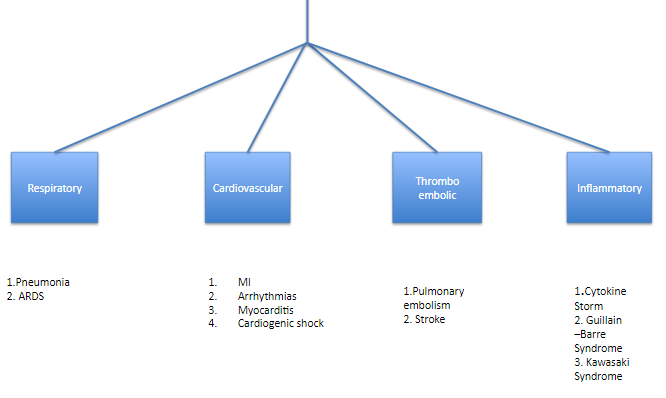 Respiratory
Cardiovascular
Thrombo
embolic
Inflammatory
1.Pneumonia
2. ARDS
1. MI
2. Arrhythmias
3. Myocarditis
4. Cardiogenic shock
1.Pulmonary
embolism
2. Stroke
1.Cytokine
Storm
2. Guillain
–Barre
Syndrome
3. Kawasaki
Syndrome